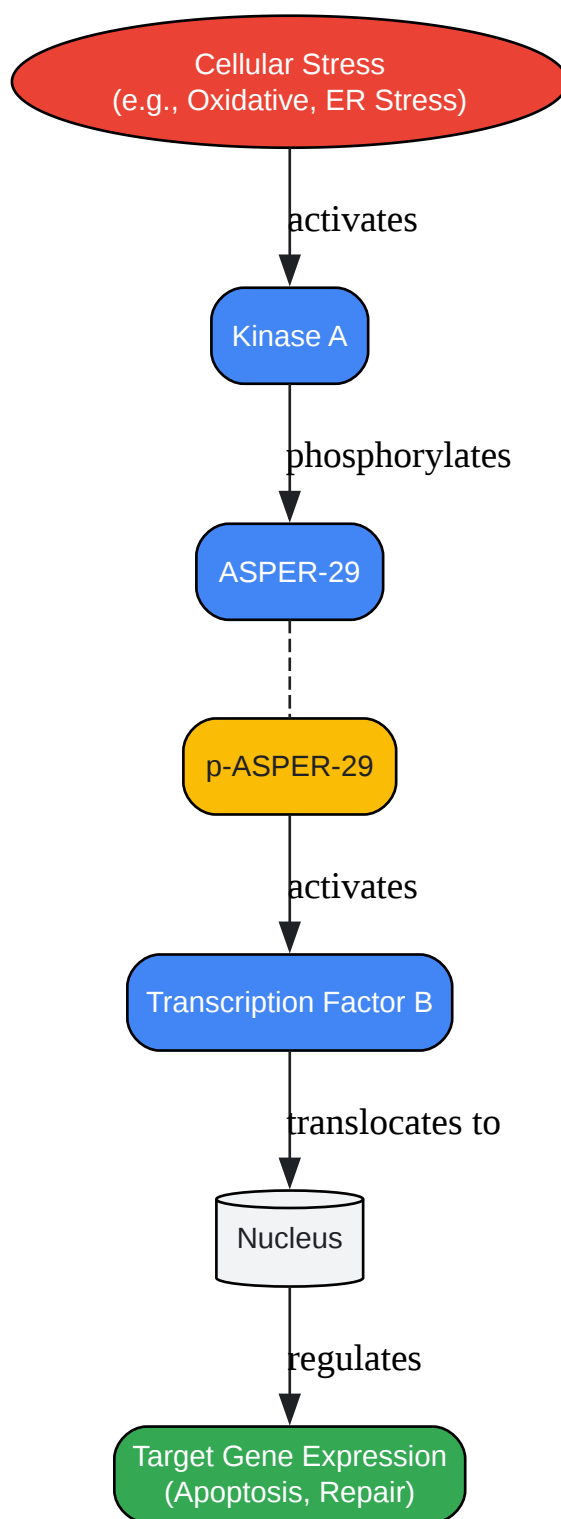 Cellular Stress
(e.g., Oxidative, ER Stress)
activates
Kinase A
phosphorylates
ASPER-29
p-ASPER-29
activates
Transcription Factor B
translocates to
Nucleus
regulates
Target Gene Expression
(Apoptosis, Repair)